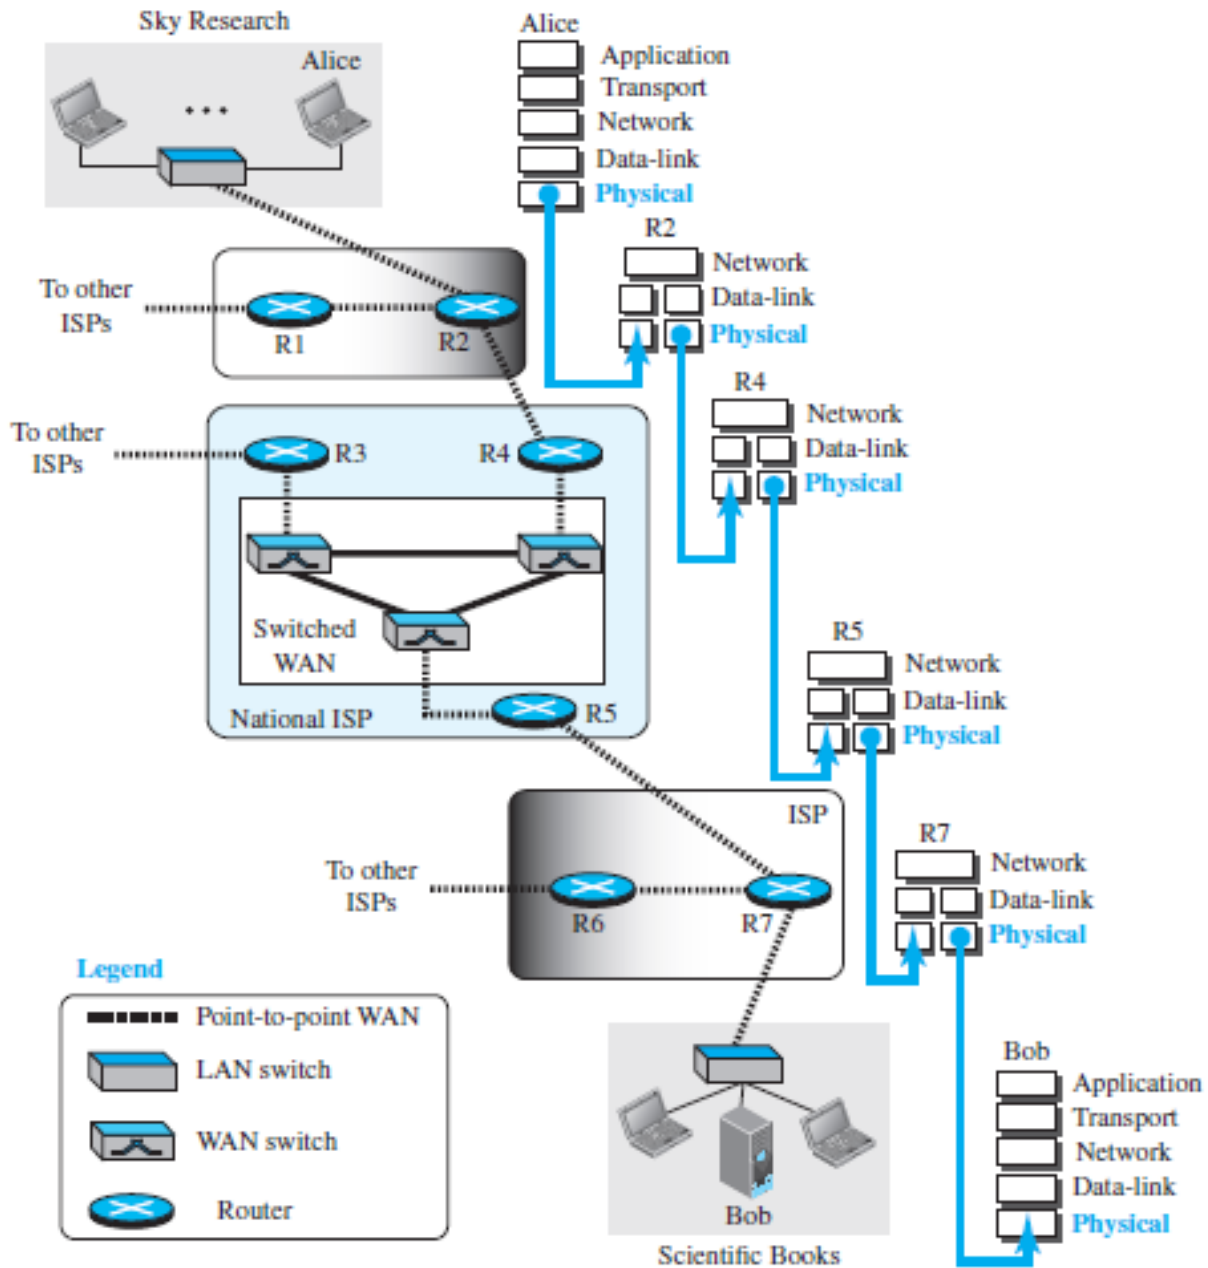 Sky Research
Alice
Alice
Application
Transport
Network
Data-link
Physical
R2
Network
Data-link
Physical
To other
ISPs
R1
R2
R4
Network
Data-link
Physical
To other
ISPs
R3
R4
Switched
WAN
National ISP
R5
R5
Network
Data-link
Physical
ISP
To other
ISPs
R6
R7
R7
Network
Data-link
Physical
Legend
Point-to-point WAN
LAN switch
WAN switch
Router
Bob
Scientific Books
Bob
Application
Transport
Network
Data-link
Physical